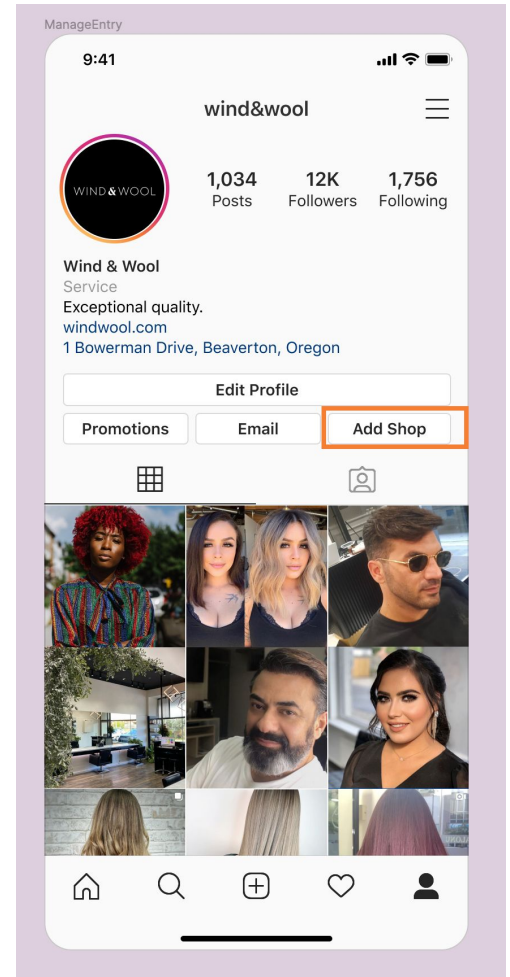 ManageEntry
9:41
wind&wool
WIND&WOOL
1,034 12K 1,756
Posts Followers Following
Wind & Wool
Service
Exceptional quality.
windwool.com
1 Bowerman Drive, Beaverton, Oregon
Edit Profile
Promotions Email Add Shop